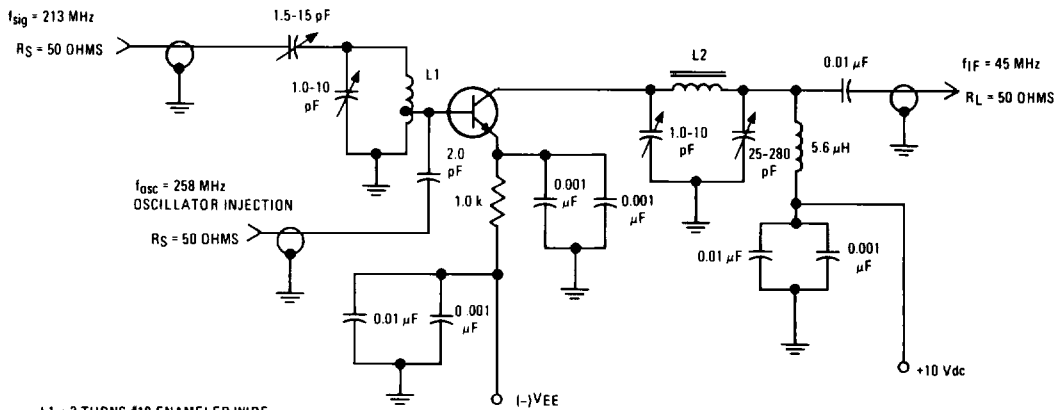 fsig = 213 MHz
RS = 50 OHMS
1.5-15 pF
1.0-10
pF
L1
2.0
pF
fosc = 258 MHz
OSCILLATOR INJECTION
RS = 50 OHMS
1.0 k
0.001
µF
0.001
µF
0.01 µF
0.001
µF
(–)VEE
L2
1.0-10
pF
25-280
pF
5.6 µH
0.01 µF
fIF = 45 MHz
RL = 50 OHMS
0.01 µF
0.001
µF
+10 Vdc